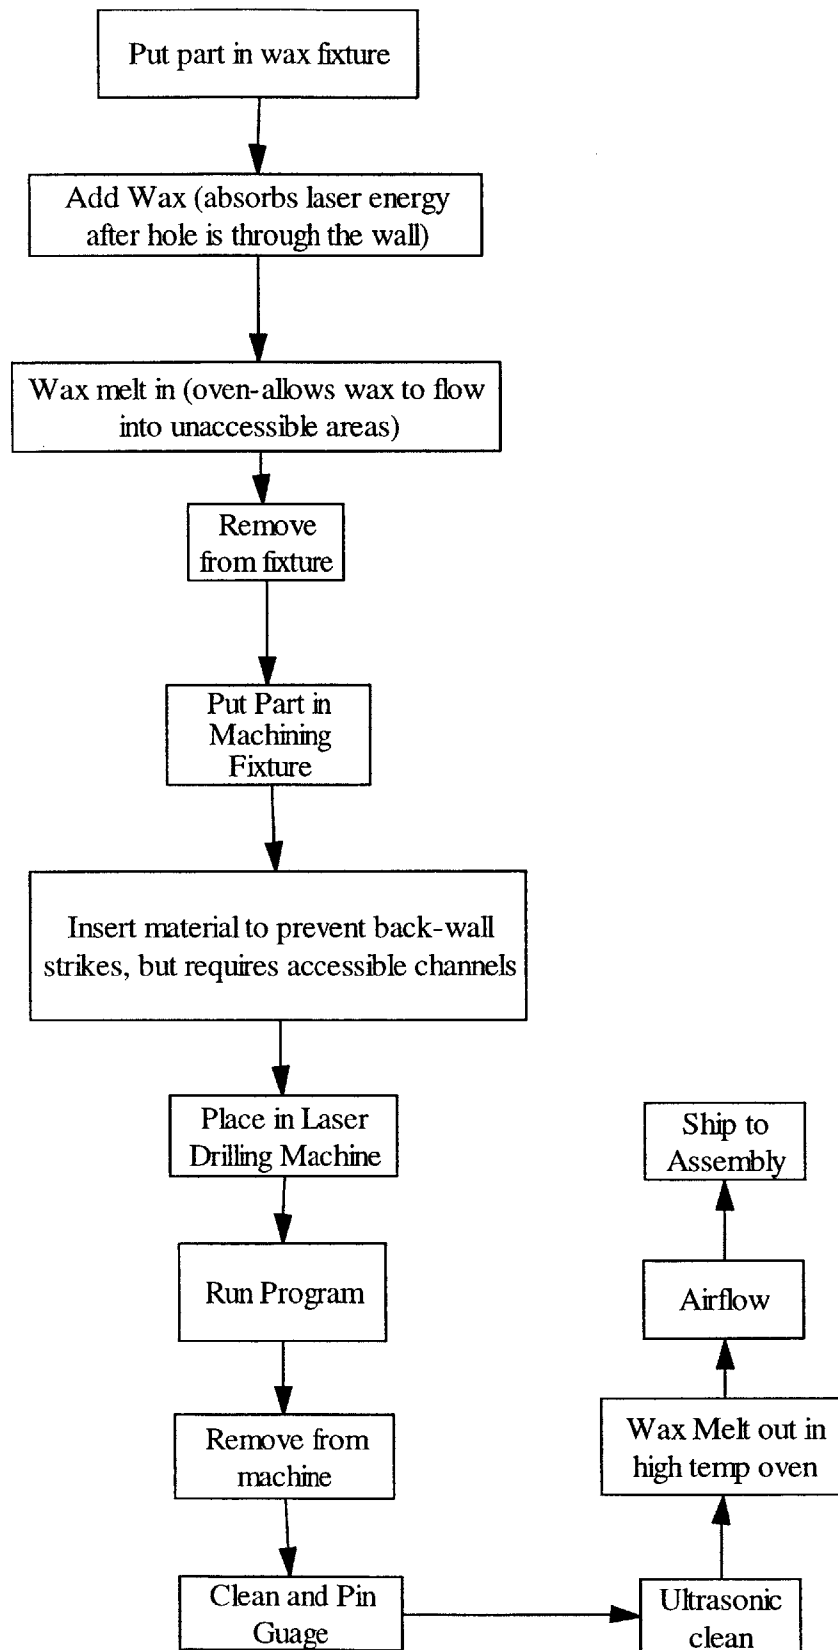 Put part in wax fixture
Add Wax (absorbs laser energy
after hole is through the wall)
Wax melt in (oven-allows wax to flow
into unaccessible areas)
Remove
from fixture
Put Part in
Machining
Fixture
Insert material to prevent back-wall
strikes, but requires accessible channels
Place in Laser
Drilling Machine
Run Program
Remove from
machine
Clean and Pin
Guage
Ultrasonic
clean
Wax Melt out in
high temp oven
Airflow
Ship to
Assembly